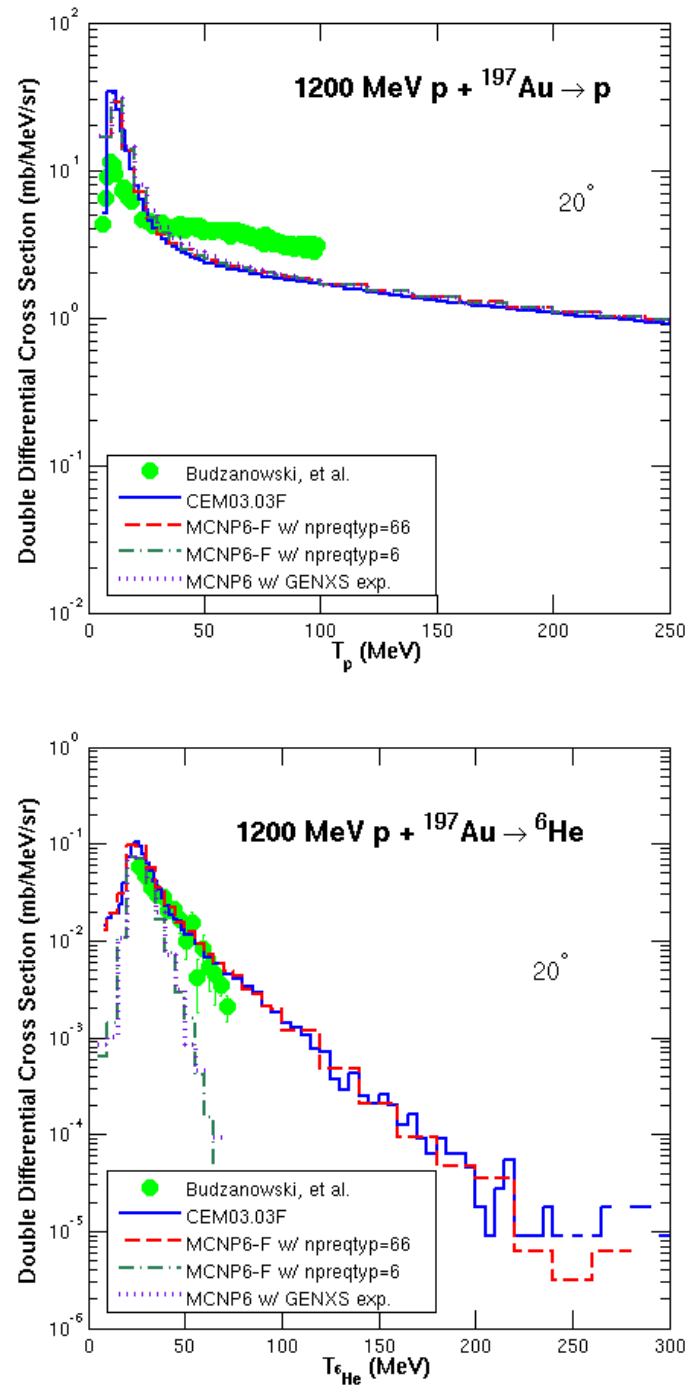 10^2
10^1
10^0
10^-1
10^-2
Double Differential Cross Section (mb/MeV/sr)
1200 MeV p + ^197Au → p
20°
Budzanowski, et al.
CEM03.03F
MCNP6-F w/ npreqtyp=66
MCNP6-F w/ npreqtyp=6
MCNP6 w/ GENXS exp.
0 50 100 150 200 250
T_p (MeV)
10^0
10^-1
10^-2
10^-3
10^-4
10^-5
10^-6
Double Differential Cross Section (mb/MeV/sr)
1200 MeV p + ^197Au → ^6He
20°
Budzanowski, et al.
CEM03.03F
MCNP6-F w/ npreqtyp=66
MCNP6-F w/ npreqtyp=6
MCNP6 w/ GENXS exp.
0 50 100 150 200 250 300
T_6He (MeV)